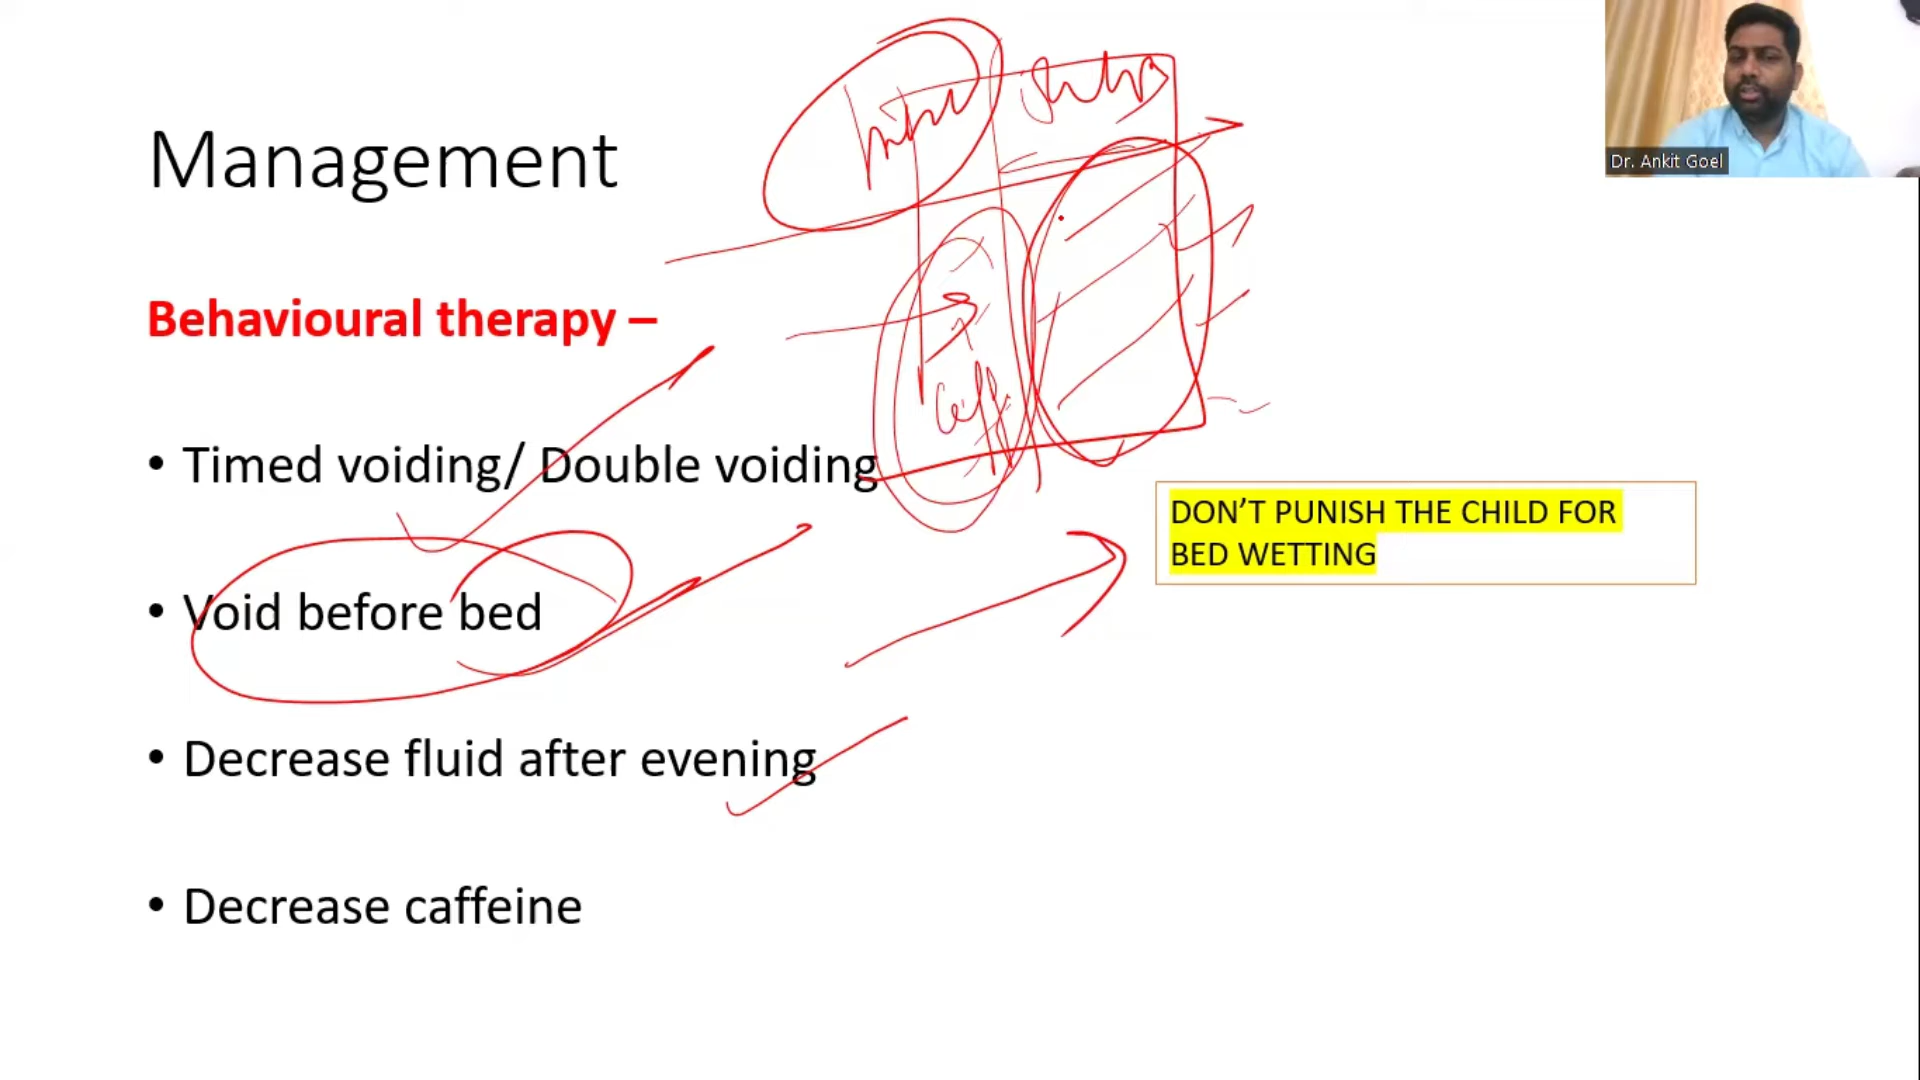 Management
Dr. Ankit Goel
Behavioural therapy –
• Timed voiding/ Double voiding
DON'T PUNISH THE CHILD FOR
BED WETTING
• Void before bed
• Decrease fluid after evening
• Decrease caffeine